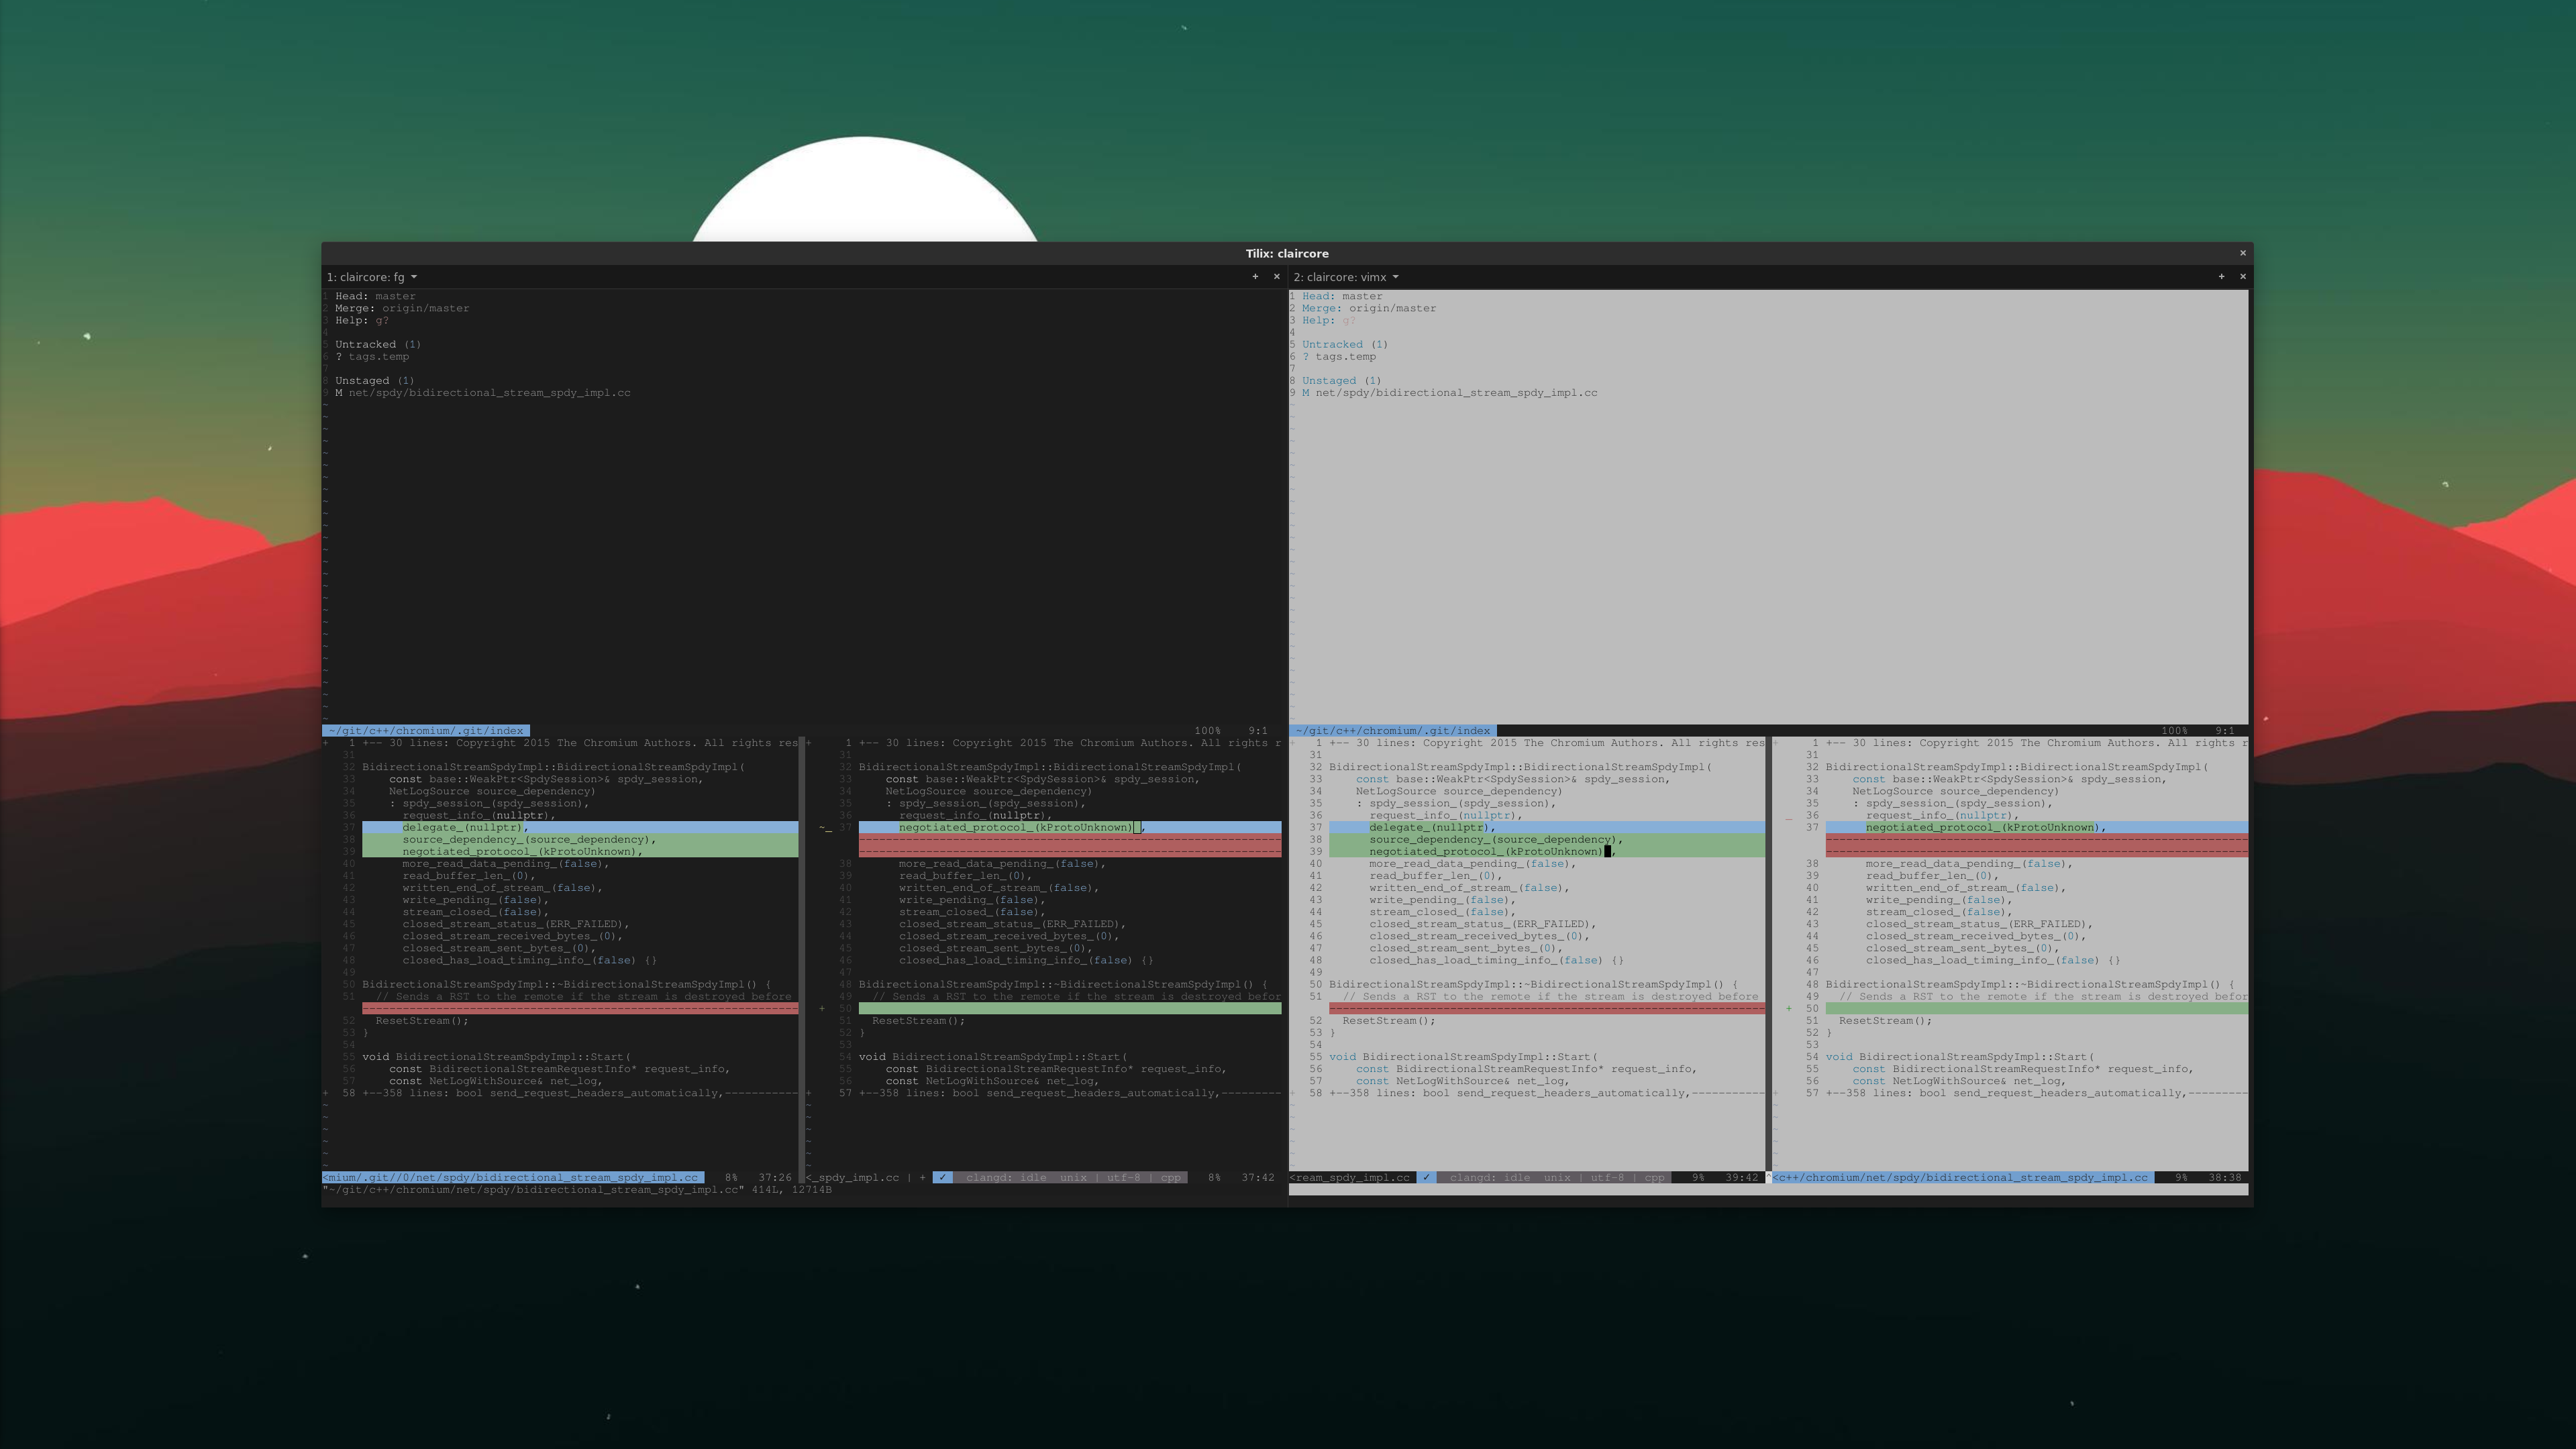 Tilix: claircore
1: claircore: fg
+ ×
1 Head: master
2 Merge: origin/master
3 Help: g?
4
5 Untracked (1)
6 ? tags.temp
7
8 Unstaged (1)
9 M net/spdy/bidirectional_stream_spdy_impl.cc
~/git/c++/chromium/.git/index 100% 9:1
+ 1 +-- 30 lines: Copyright 2015 The Chromium Authors. All rights res
31
32 BidirectionalStreamSpdyImpl::BidirectionalStreamSpdyImpl(
33 const base::WeakPtr<SpdySession>& spdy_session,
34 NetLogSource source_dependency)
35 : spdy_session_(spdy_session),
36 request_info_(nullptr),
37 delegate_(nullptr),
38 source_dependency_(source_dependency),
39 negotiated_protocol_(kProtoUnknown),
40 more_read_data_pending_(false),
41 read_buffer_len_(0),
42 written_end_of_stream_(false),
43 write_pending_(false),
44 stream_closed_(false),
45 closed_stream_status_(ERR_FAILED),
46 closed_stream_received_bytes_(0),
47 closed_stream_sent_bytes_(0),
48 closed_has_load_timing_info_(false) {}
49
50 BidirectionalStreamSpdyImpl::~BidirectionalStreamSpdyImpl() {
51 // Sends a RST to the remote if the stream is destroyed before
52 ResetStream();
53 }
54
55 void BidirectionalStreamSpdyImpl::Start(
56 const BidirectionalStreamRequestInfo* request_info,
57 const NetLogWithSource& net_log,
+ 58 +--358 lines: bool send_request_headers_automatically,-----------
<mium/.git//0/net/spdy/bidirectional_stream_spdy_impl.cc 8% 37:26
+ 1 +-- 30 lines: Copyright 2015 The Chromium Authors. All rights r
31
32 BidirectionalStreamSpdyImpl::BidirectionalStreamSpdyImpl(
33 const base::WeakPtr<SpdySession>& spdy_session,
34 NetLogSource source_dependency)
35 : spdy_session_(spdy_session),
36 request_info_(nullptr),
~_ 37 negotiated_protocol_(kProtoUnknown),
38 more_read_data_pending_(false),
39 read_buffer_len_(0),
40 written_end_of_stream_(false),
41 write_pending_(false),
42 stream_closed_(false),
43 closed_stream_status_(ERR_FAILED),
44 closed_stream_received_bytes_(0),
45 closed_stream_sent_bytes_(0),
46 closed_has_load_timing_info_(false) {}
47
48 BidirectionalStreamSpdyImpl::~BidirectionalStreamSpdyImpl() {
49 // Sends a RST to the remote if the stream is destroyed befor
+ 50
51 ResetStream();
52 }
53
54 void BidirectionalStreamSpdyImpl::Start(
55 const BidirectionalStreamRequestInfo* request_info,
56 const NetLogWithSource& net_log,
+ 57 +--358 lines: bool send_request_headers_automatically,---------
<_spdy_impl.cc | + ✓ clangd: idle unix | utf-8 | cpp 8% 37:42
"~/git/c++/chromium/net/spdy/bidirectional_stream_spdy_impl.cc" 414L, 12714B
2: claircore: vimx
+ ×
1 Head: master
2 Merge: origin/master
3 Help: g?
4
5 Untracked (1)
6 ? tags.temp
7
8 Unstaged (1)
9 M net/spdy/bidirectional_stream_spdy_impl.cc
~/git/c++/chromium/.git/index 100% 9:1
+ 1 +-- 30 lines: Copyright 2015 The Chromium Authors. All rights res
31
32 BidirectionalStreamSpdyImpl::BidirectionalStreamSpdyImpl(
33 const base::WeakPtr<SpdySession>& spdy_session,
34 NetLogSource source_dependency)
35 : spdy_session_(spdy_session),
36 request_info_(nullptr),
37 delegate_(nullptr),
38 source_dependency_(source_dependency),
39 negotiated_protocol_(kProtoUnknown),
40 more_read_data_pending_(false),
41 read_buffer_len_(0),
42 written_end_of_stream_(false),
43 write_pending_(false),
44 stream_closed_(false),
45 closed_stream_status_(ERR_FAILED),
46 closed_stream_received_bytes_(0),
47 closed_stream_sent_bytes_(0),
48 closed_has_load_timing_info_(false) {}
49
50 BidirectionalStreamSpdyImpl::~BidirectionalStreamSpdyImpl() {
51 // Sends a RST to the remote if the stream is destroyed before
52 ResetStream();
53 }
54
55 void BidirectionalStreamSpdyImpl::Start(
56 const BidirectionalStreamRequestInfo* request_info,
57 const NetLogWithSource& net_log,
+ 58 +--358 lines: bool send_request_headers_automatically,-----------
<ream_spdy_impl.cc ✓ clangd: idle unix | utf-8 | cpp 9% 39:42
+ 1 +-- 30 lines: Copyright 2015 The Chromium Authors. All rights r
31
32 BidirectionalStreamSpdyImpl::BidirectionalStreamSpdyImpl(
33 const base::WeakPtr<SpdySession>& spdy_session,
34 NetLogSource source_dependency)
35 : spdy_session_(spdy_session),
_ 36 request_info_(nullptr),
37 negotiated_protocol_(kProtoUnknown),
38 more_read_data_pending_(false),
39 read_buffer_len_(0),
40 written_end_of_stream_(false),
41 write_pending_(false),
42 stream_closed_(false),
43 closed_stream_status_(ERR_FAILED),
44 closed_stream_received_bytes_(0),
45 closed_stream_sent_bytes_(0),
46 closed_has_load_timing_info_(false) {}
47
48 BidirectionalStreamSpdyImpl::~BidirectionalStreamSpdyImpl() {
49 // Sends a RST to the remote if the stream is destroyed befor
+ 50
51 ResetStream();
52 }
53
54 void BidirectionalStreamSpdyImpl::Start(
55 const BidirectionalStreamRequestInfo* request_info,
56 const NetLogWithSource& net_log,
+ 57 +--358 lines: bool send_request_headers_automatically,---------
<c++/chromium/net/spdy/bidirectional_stream_spdy_impl.cc 9% 38:38